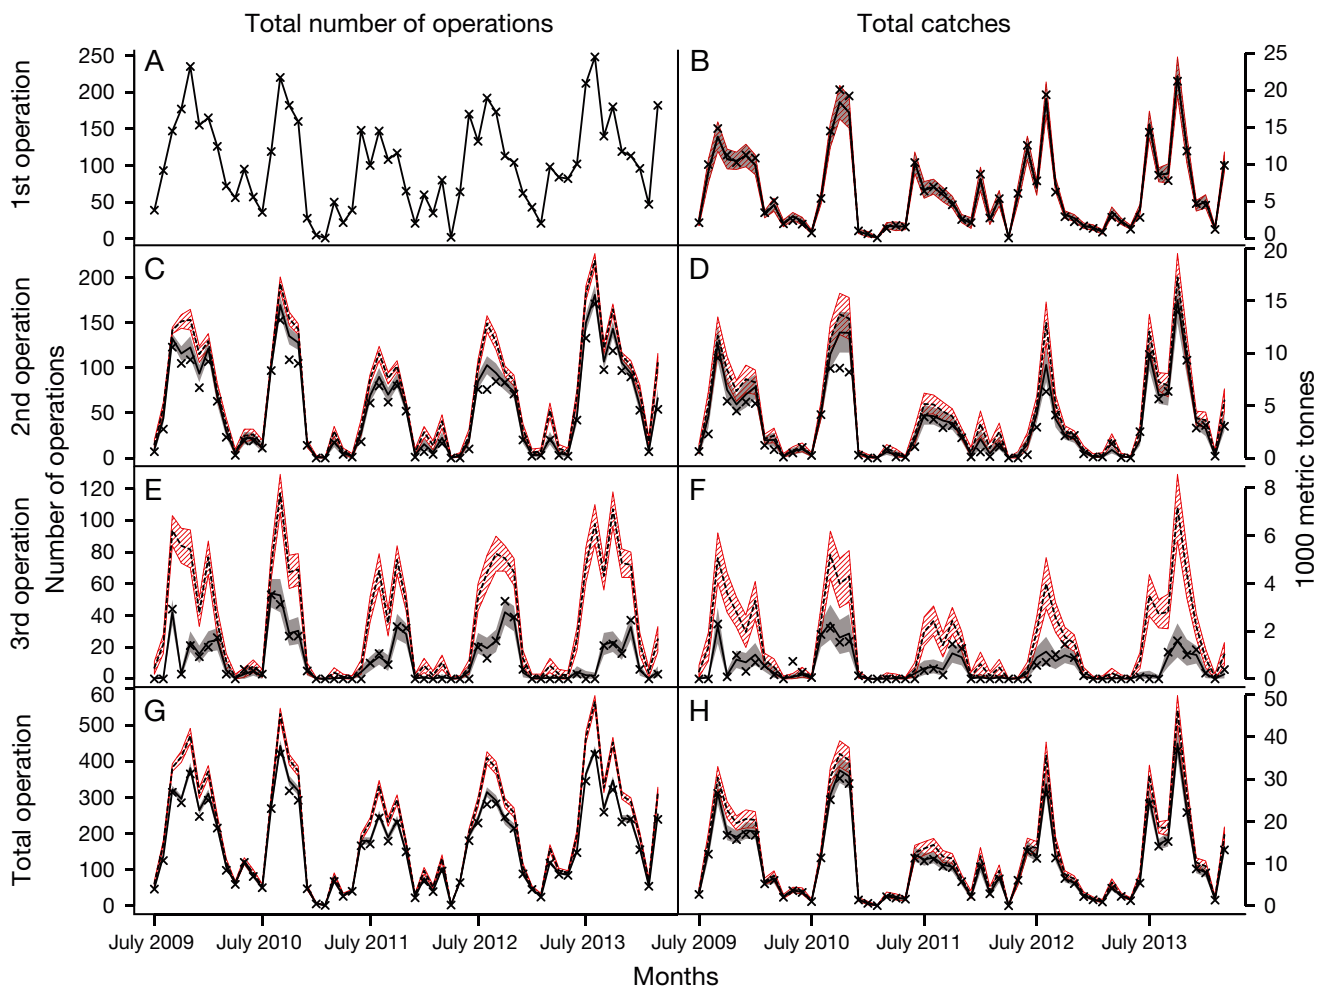 Total number of operations
Total catches
1st operation
2nd operation
3rd operation
Total operation
Number of operations
1000 metric tonnes
A
250
200
150
100
50
0
B
25
20
15
10
5
0
C
200
150
100
50
0
D
20
15
10
5
0
E
120
100
80
60
40
20
0
F
8
6
4
2
0
G
60
500
400
300
200
100
0
H
50
40
30
20
10
0
July 2009 July 2010 July 2011 July 2012 July 2013
July 2009 July 2010 July 2011 July 2012 July 2013
Months